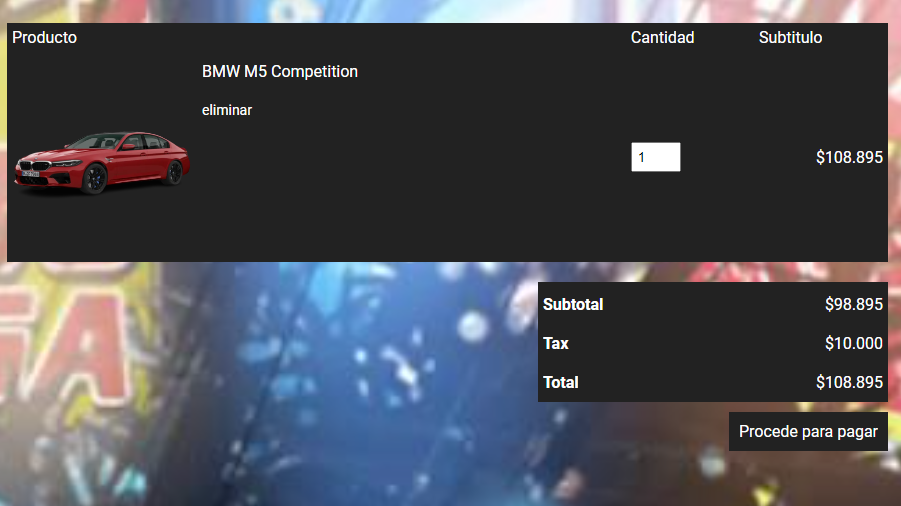 Producto Cantidad Subtitulo
BMW M5 Competition
eliminar
1 $108.895
Subtotal $98.895
Tax $10.000
Total $108.895
Procede para pagar